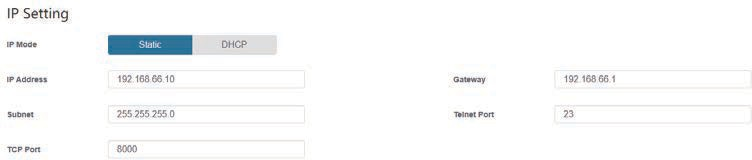 IP Setting
IP Mode Static DHCP
IP Address 192.168.66.10 Gateway 192.168.66.1
Subnet 255.255.255.0 Telnet Port 23
TCP Port 8000